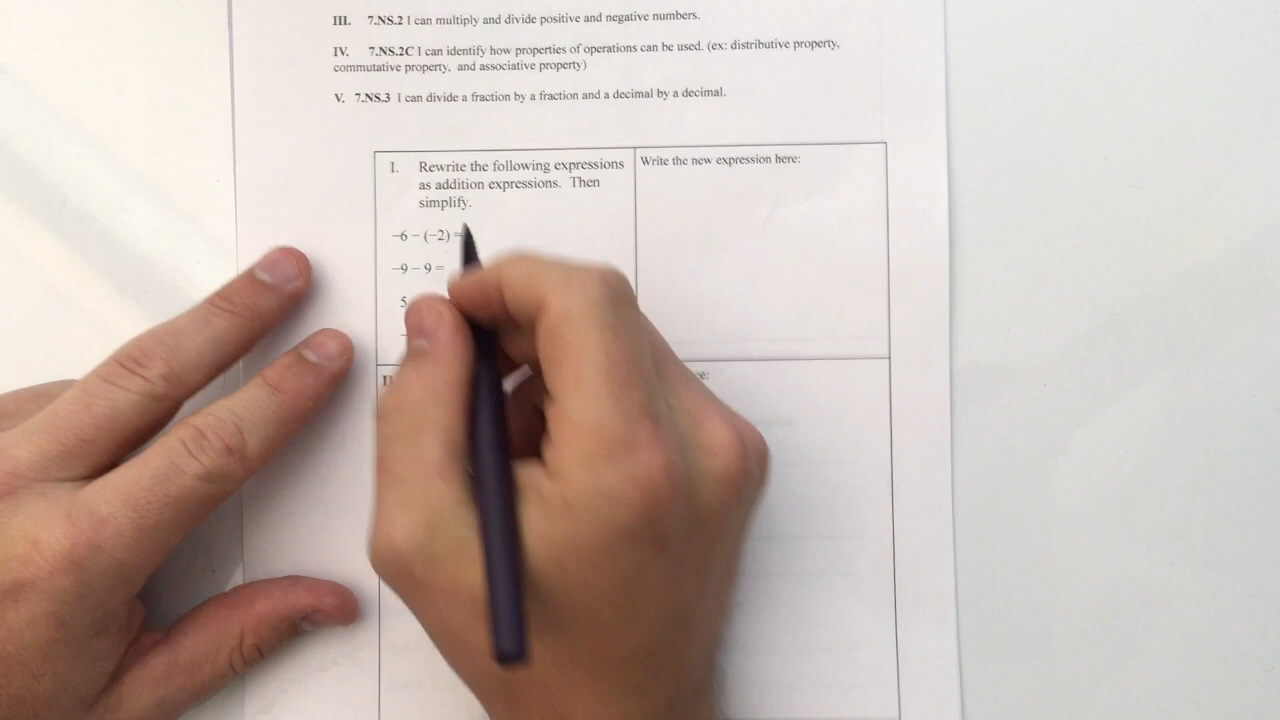 III. 7.NS.2 I can multiply and divide positive and negative numbers.
IV. 7.NS.2C I can identify how properties of operations can be used. (ex: distributive property,
commutative property, and associative property)
V. 7.NS.3 I can divide a fraction by a fraction and a decimal by a decimal.
I. Rewrite the following expressions
as addition expressions. Then
simplify.
Write the new expression here:
−6 − (−2) =
−9 − 9 =
5